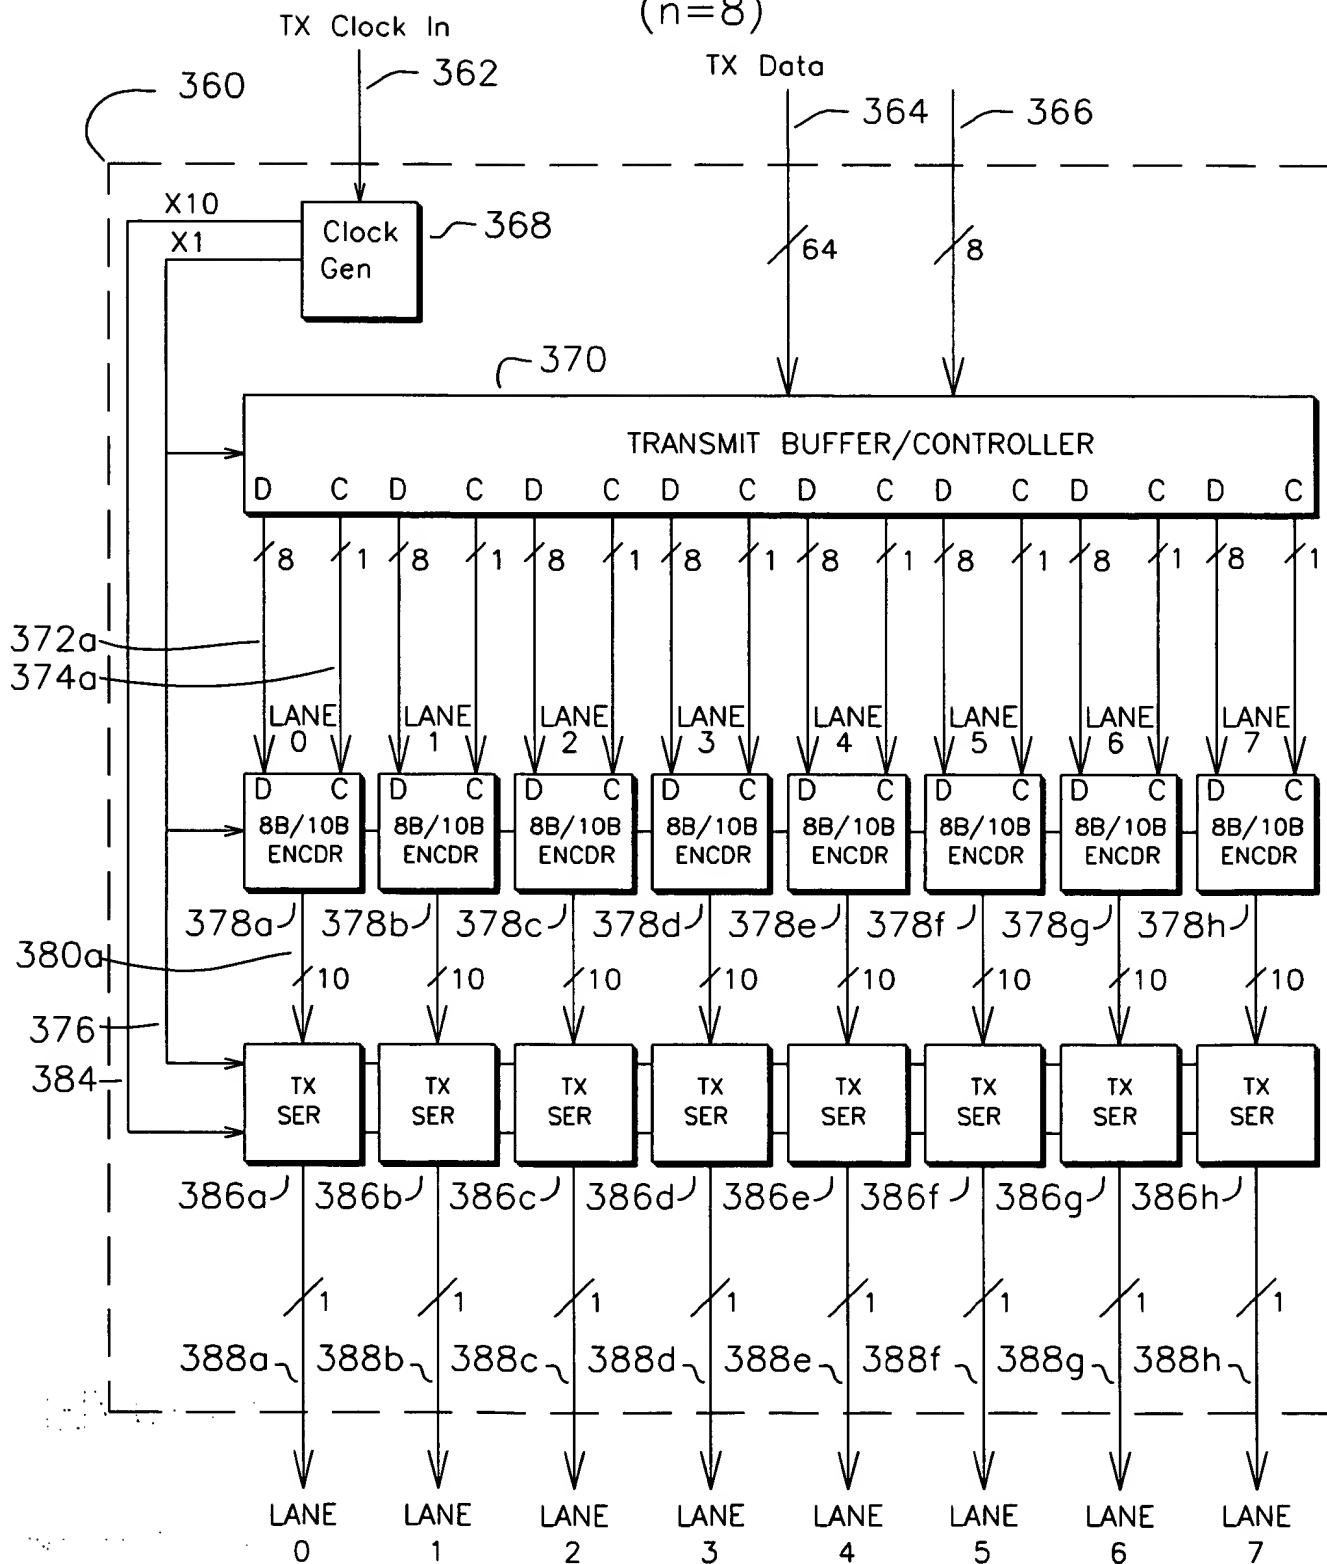 (n=8)
TX Clock In
TX Data
360
362
364
366
X10
X1
Clock
Gen
368
64
8
370
TRANSMIT BUFFER/CONTROLLER
D C D C D C D C D C D C D C D C
8 1 8 1 8 1 8 1 8 1 8 1 8 1 8 1
372a
374a
LANE LANE LANE LANE LANE LANE LANE LANE
0 1 2 3 4 5 6 7
D C D C D C D C D C D C D C D C
8B/10B 8B/10B 8B/10B 8B/10B 8B/10B 8B/10B 8B/10B 8B/10B
ENCDR ENCDR ENCDR ENCDR ENCDR ENCDR ENCDR ENCDR
378a 378b 378c 378d 378e 378f 378g 378h
380a
10 10 10 10 10 10 10 10
376
384
TX TX TX TX TX TX TX TX
SER SER SER SER SER SER SER SER
386a 386b 386c 386d 386e 386f 386g 386h
1 1 1 1 1 1 1 1
388a 388b 388c 388d 388e 388f 388g 388h
LANE LANE LANE LANE LANE LANE LANE LANE
0 1 2 3 4 5 6 7